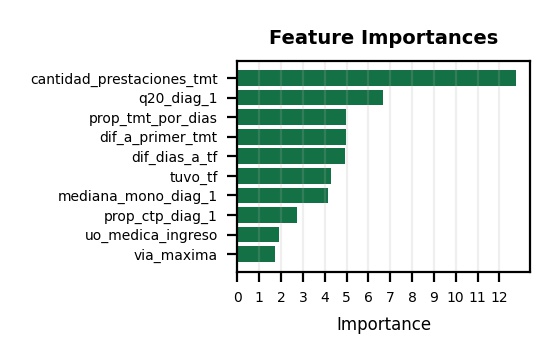 Feature Importances
cantidad_prestaciones_tmt
q20_diag_1
prop_tmt_por_dias
dif_a_primer_tmt
dif_dias_a_tf
tuvo_tf
mediana_mono_diag_1
prop_ctp_diag_1
uo_medica_ingreso
via_maxima
0 1 2 3 4 5 6 7 8 9 10 11 12
Importance